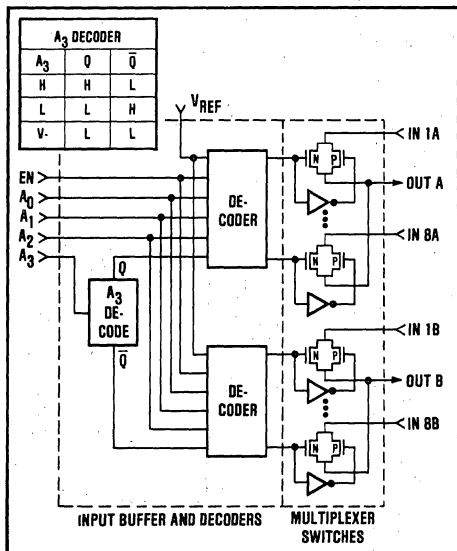 A3 DECODER
A3 Q Q̅
H H L
L L H
V- L L
VREF
EN
A0
A1
A2
A3
Q
A3
DE-
CODE
Q̅
DE-
CODER
DE-
CODER
N P
IN 1A
OUT A
N P
IN 8A
N P
IN 1B
OUT B
N P
IN 8B
INPUT BUFFER AND DECODERS
MULTIPLEXER
SWITCHES